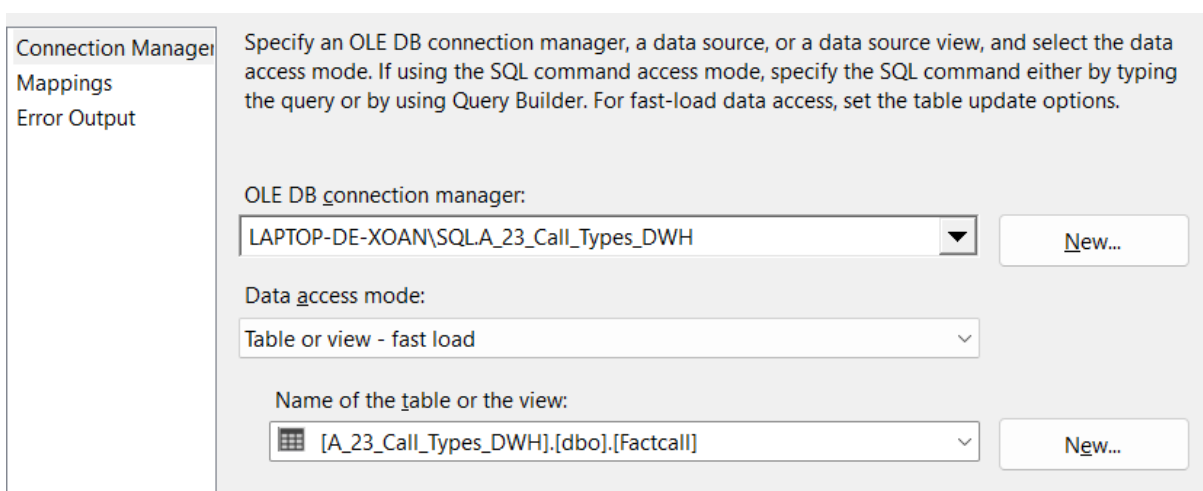 Connection Manager
Mappings
Error Output
Specify an OLE DB connection manager, a data source, or a data source view, and select the data
access mode. If using the SQL command access mode, specify the SQL command either by typing
the query or by using Query Builder. For fast-load data access, set the table update options.
OLE DB connection manager:
LAPTOP-DE-XOAN\SQL.A_23_Call_Types_DWH
New...
Data access mode:
Table or view - fast load
Name of the table or the view:
[A_23_Call_Types_DWH].[dbo].[Factcall]
New...